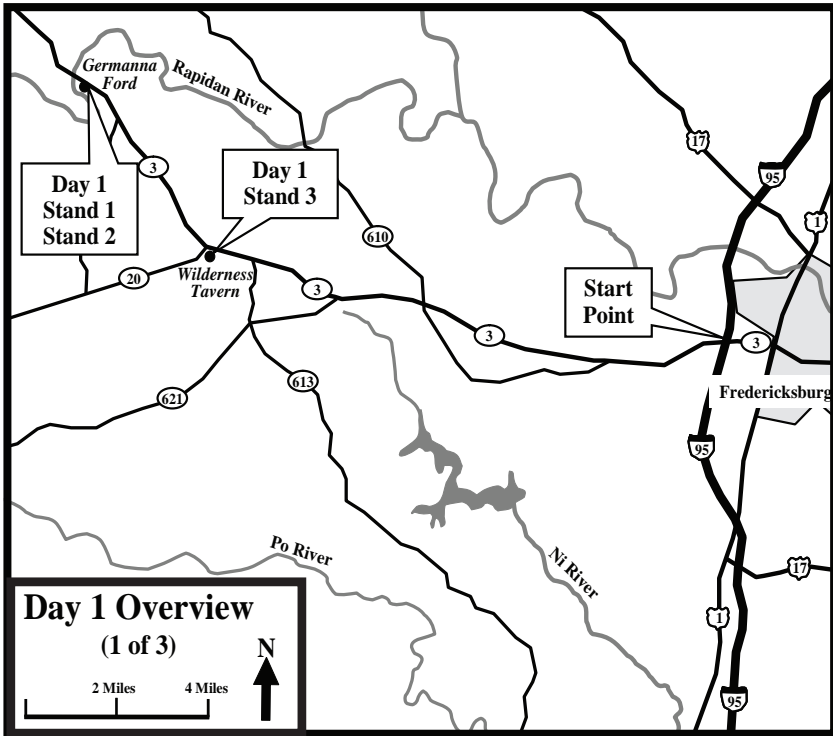 Germanna
Ford
Rapidan River
17
95
3
Day 1
Stand 1
Stand 2
Day 1
Stand 3
1
610
20
Wilderness
Tavern
3
Start
Point
3
3
Fredericksburg
621
613
95
Po River
Ni River
17
1
95
Day 1 Overview
(1 of 3)
N
2 Miles
4 Miles